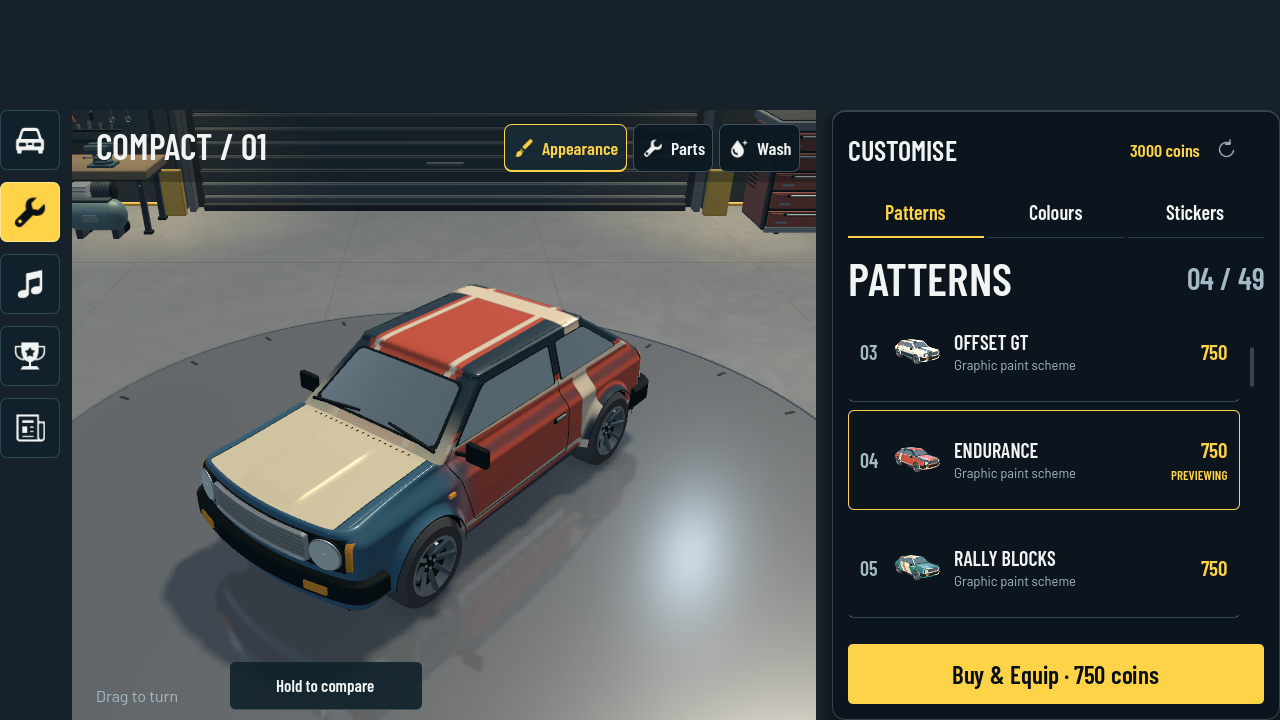 COMPACT / 01
Appearance
Parts
Wash
Drag to turn
Hold to compare
CUSTOMISE
3000 coins
Patterns
Colours
Stickers
PATTERNS
04 / 49
03
OFFSET GT
Graphic paint scheme
750
04
ENDURANCE
Graphic paint scheme
750
PREVIEWING
05
RALLY BLOCKS
Graphic paint scheme
750
Buy & Equip · 750 coins